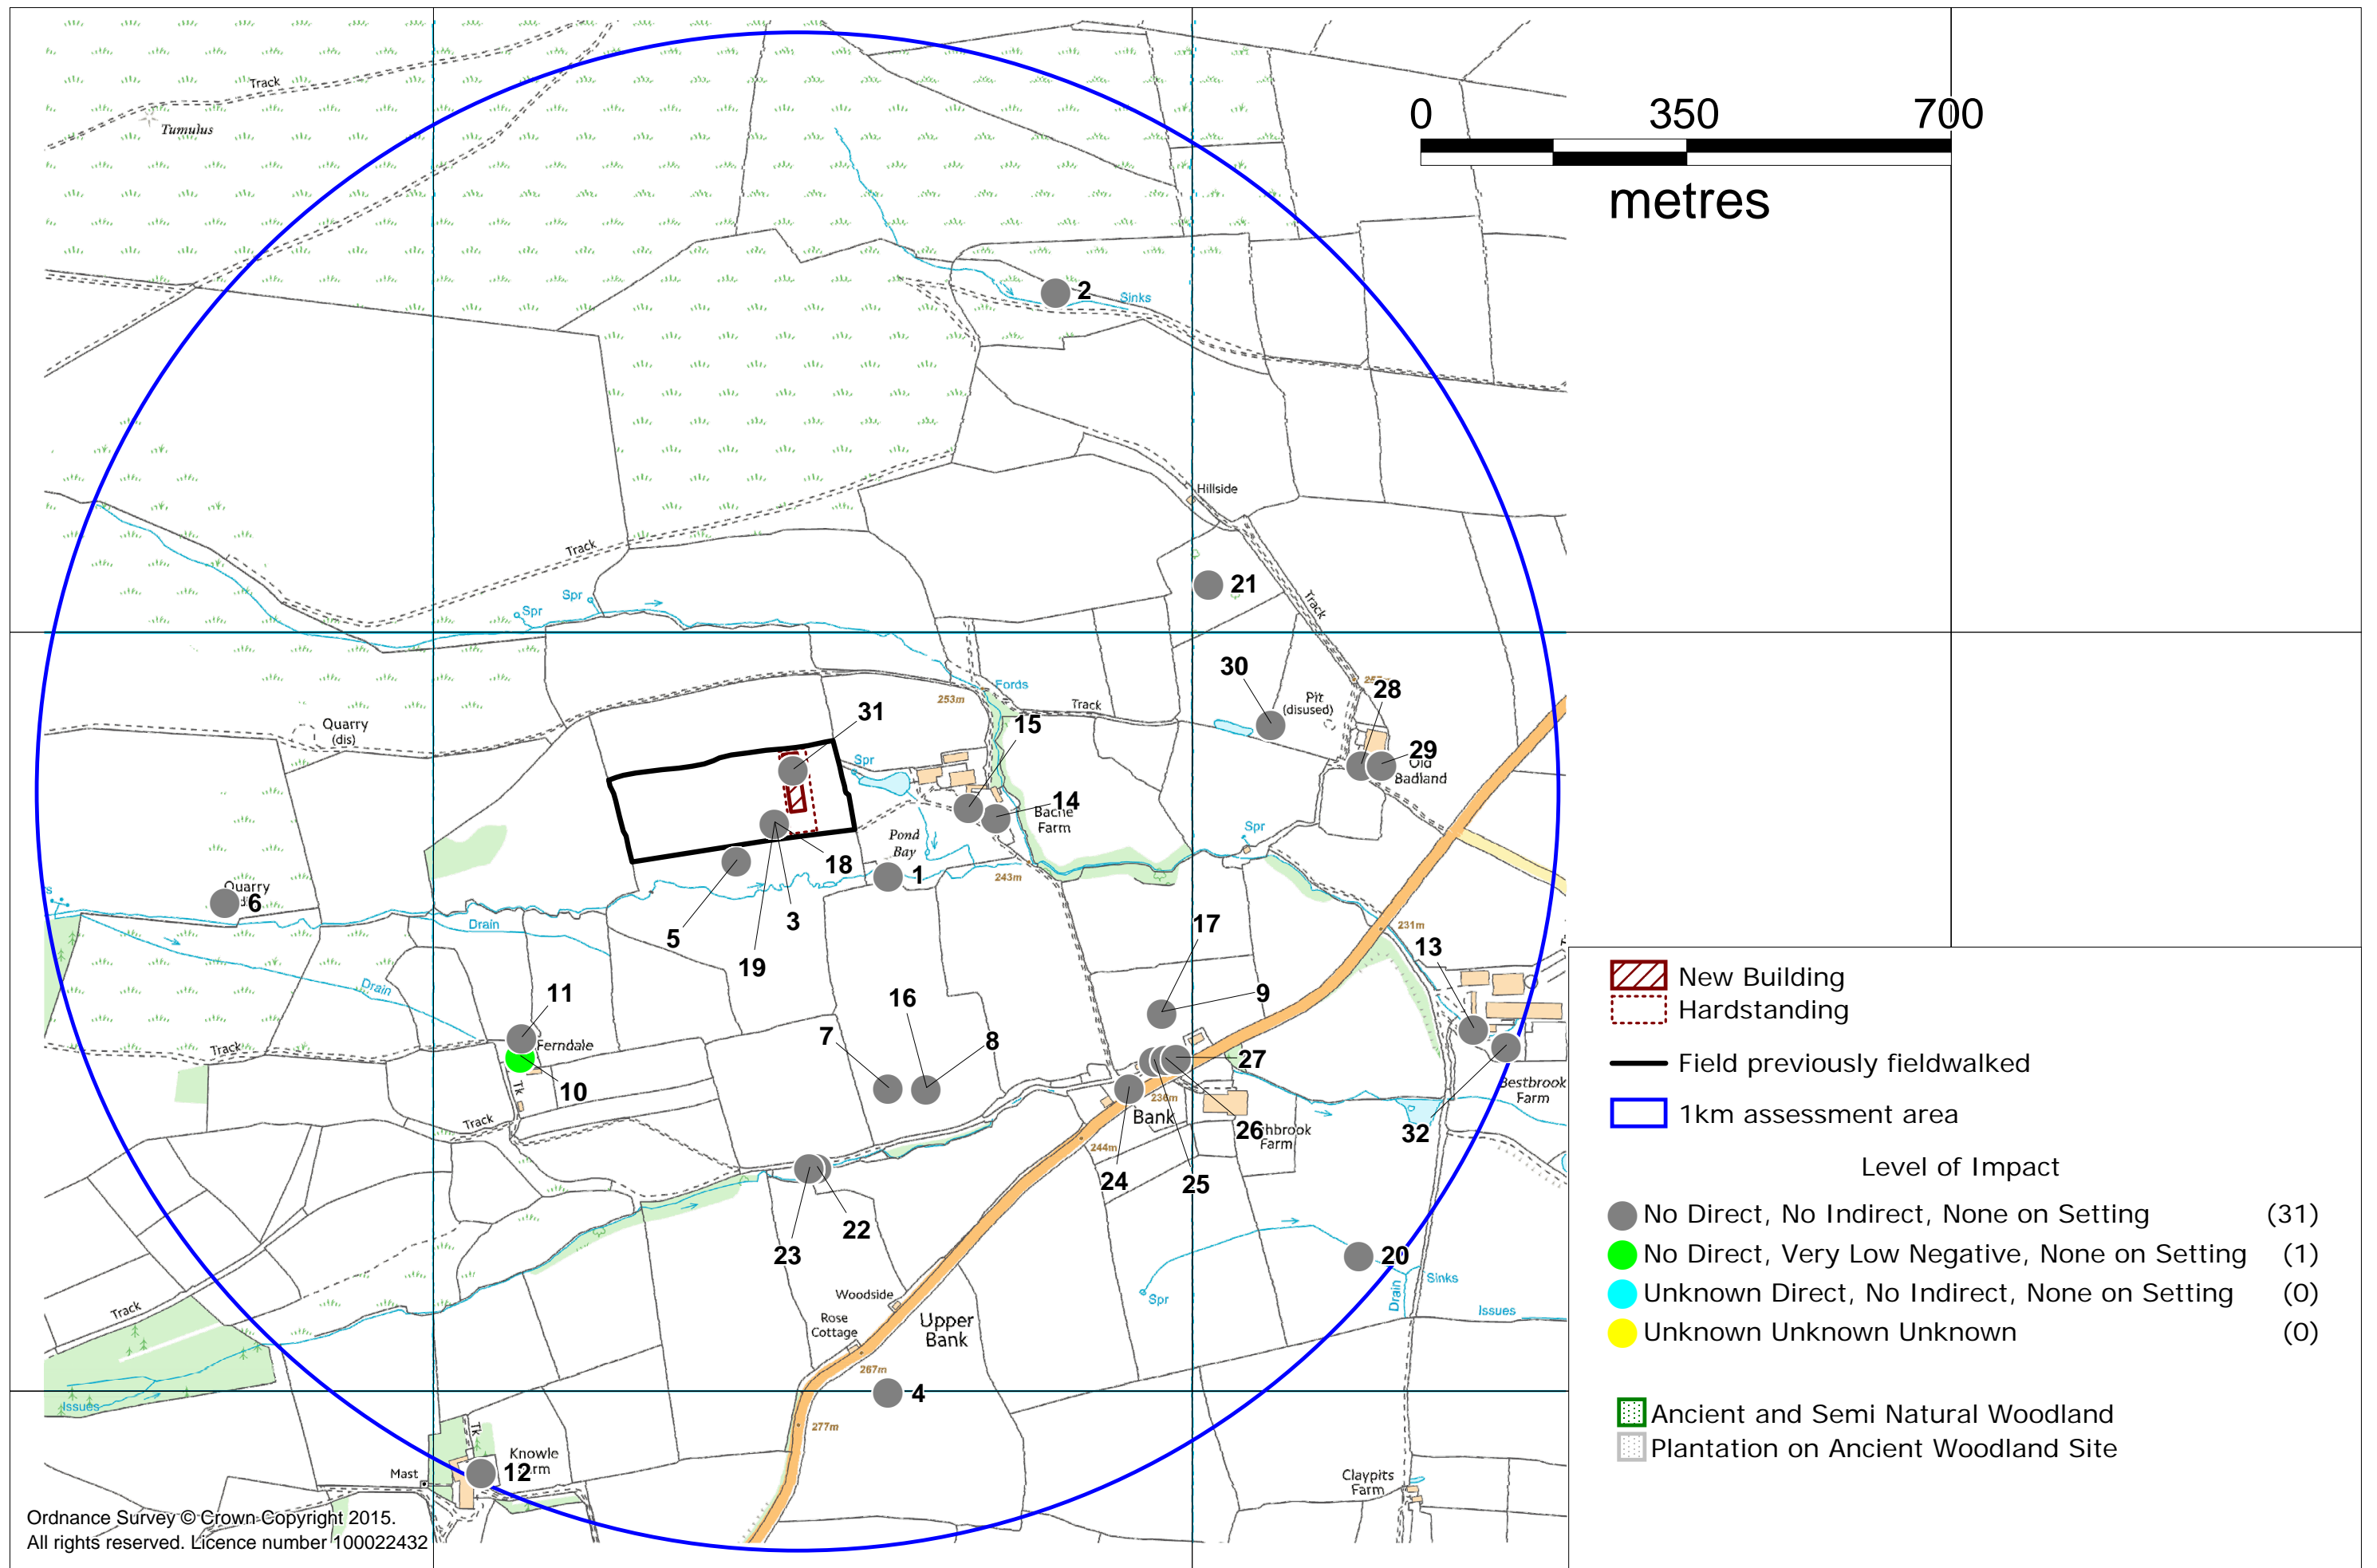 Track
Tumulus
0 350 700
metres
2
Sinks
Hillside
Track
Spr
Spr
21
Track
30
Fords
253m
Pit
(disused)
28
31
Track
15
Quarry
(dis)
Spr
29
Old
Badland
14
Bache
Farm
Pond
Bay
Spr
18
243m
1
Quarry
6
Drain
3
5
17
231m
13
19
Drain
11
16
9
7
8
Ferndale
Track
27
10
Tk
236m
Bestbrook
Farm
Bank
26
Farm
32
Track
244m
24
25
22
23
20
Sinks
Drain
Spr
Issues
Woodside
Track
Rose
Cottage
Upper
Bank
267m
4
Issues
277m
Tk
Knowle
Farm
Mast
12
Claypits
Farm
Ordnance Survey © Crown Copyright 2015.
All rights reserved. Licence number 100022432
New Building
Hardstanding
Field previously fieldwalked
1km assessment area
Level of Impact
No Direct, No Indirect, None on Setting (31)
No Direct, Very Low Negative, None on Setting (1)
Unknown Direct, No Indirect, None on Setting (0)
Unknown Unknown Unknown (0)
Ancient and Semi Natural Woodland
Plantation on Ancient Woodland Site